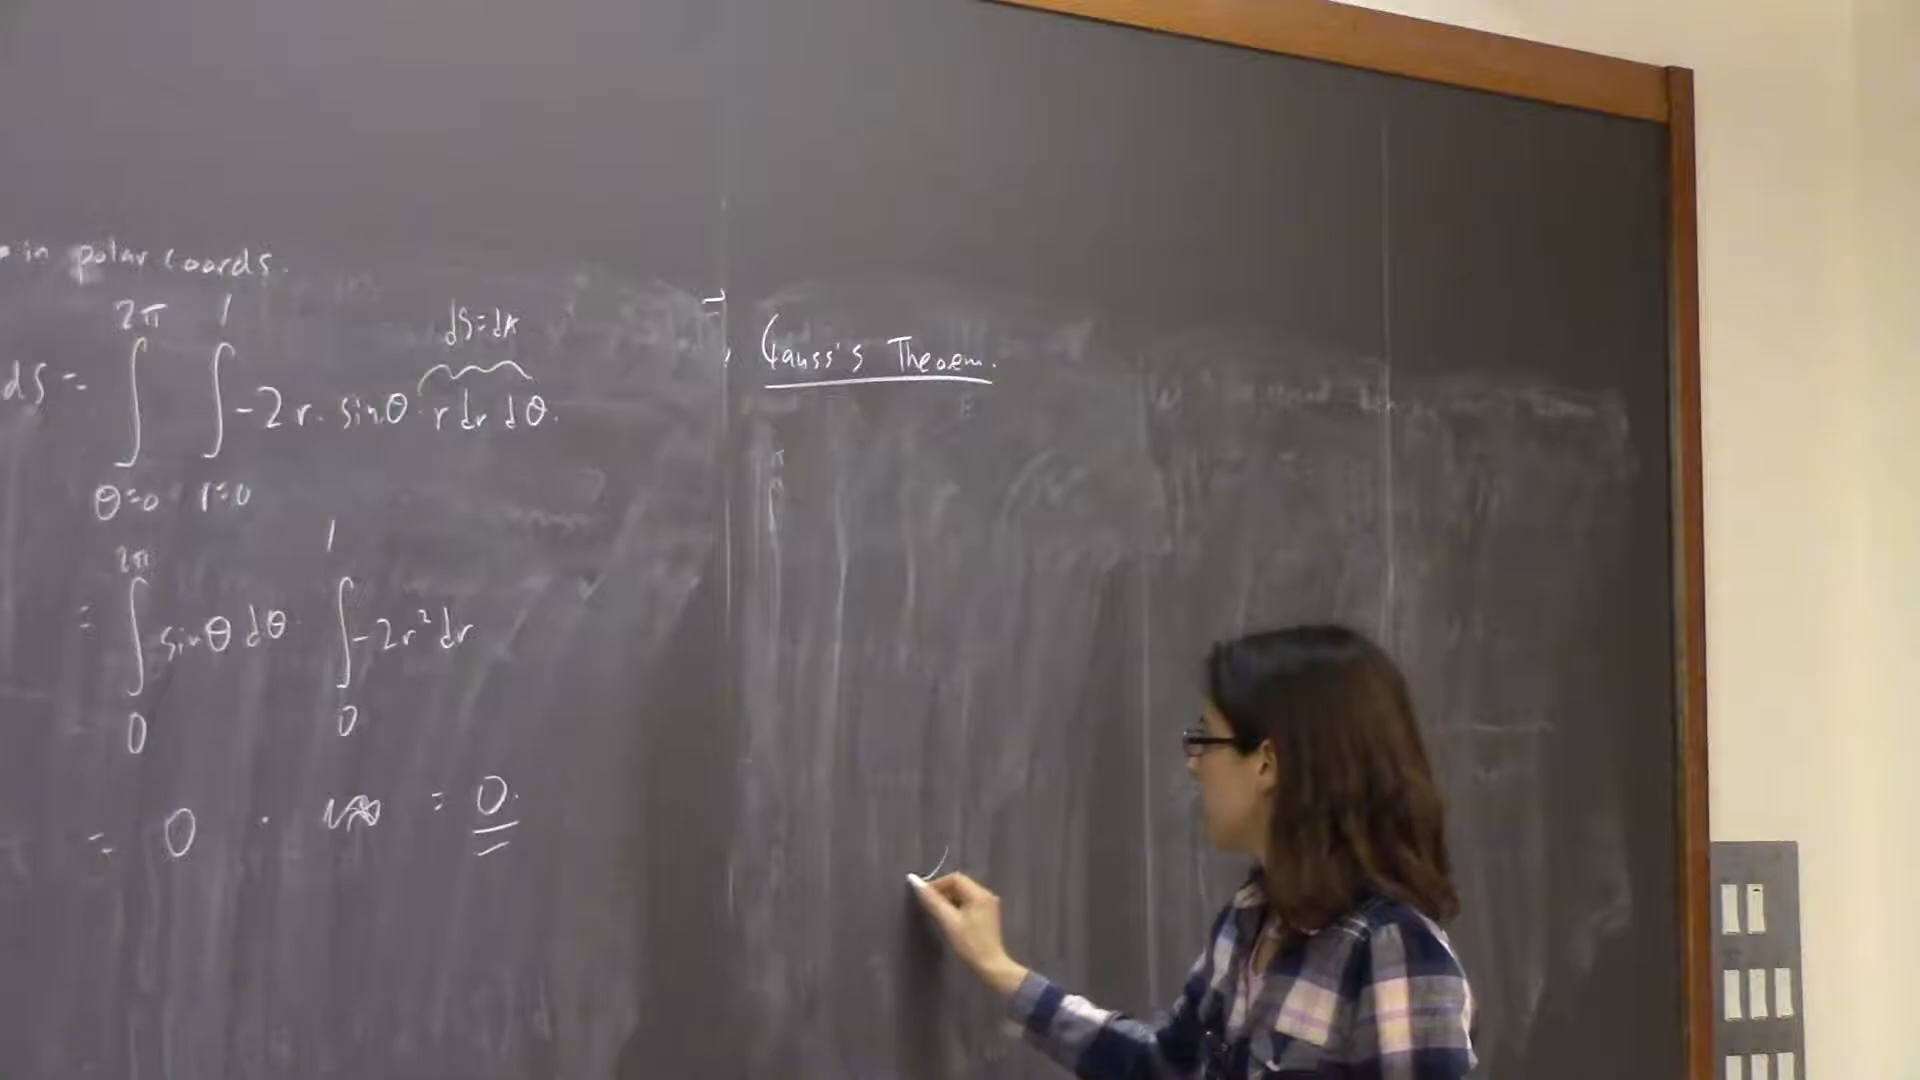 in polar coords.
2π 1 dS=dA
dS = ∫ ∫ -2r. sinθ r dr dθ.
θ=0 r=0
2π 1
= ∫ sinθ dθ ∫ -2r² dr
0 0
= 0 · = 0.
Gauss's Theorem.